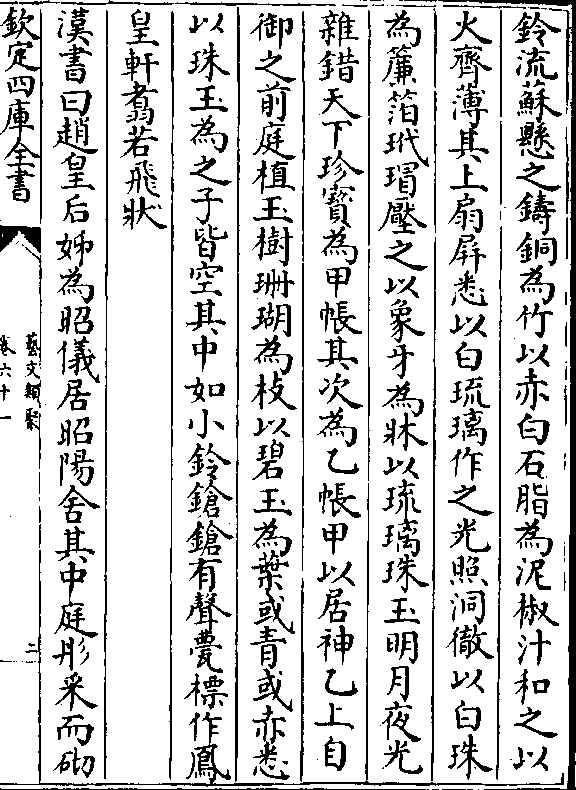 鈴流蘇懸之鑄銅為竹以赤白石脂為泥椒汁和之以
火齊薄其上扇屏悉以白琉璃作之光照洞徹以白珠
為簾箔玳瑁壓之以象牙為牀以琉璃珠玉明月夜光
雜錯天下珍寶為甲帳其次為乙帳甲以居神乙上自
御之前庭植玉樹珊瑚為枝以碧玉為葉或青或赤悉
以珠玉為之子皆空其中如小鈴鎗鎗有聲甍標作鳳
皇軒翥若飛狀
漢書曰趙皇后姊為昭儀居昭陽舍其中庭彤采而砌
欽定四庫全書
藝文類聚
卷六十一
二